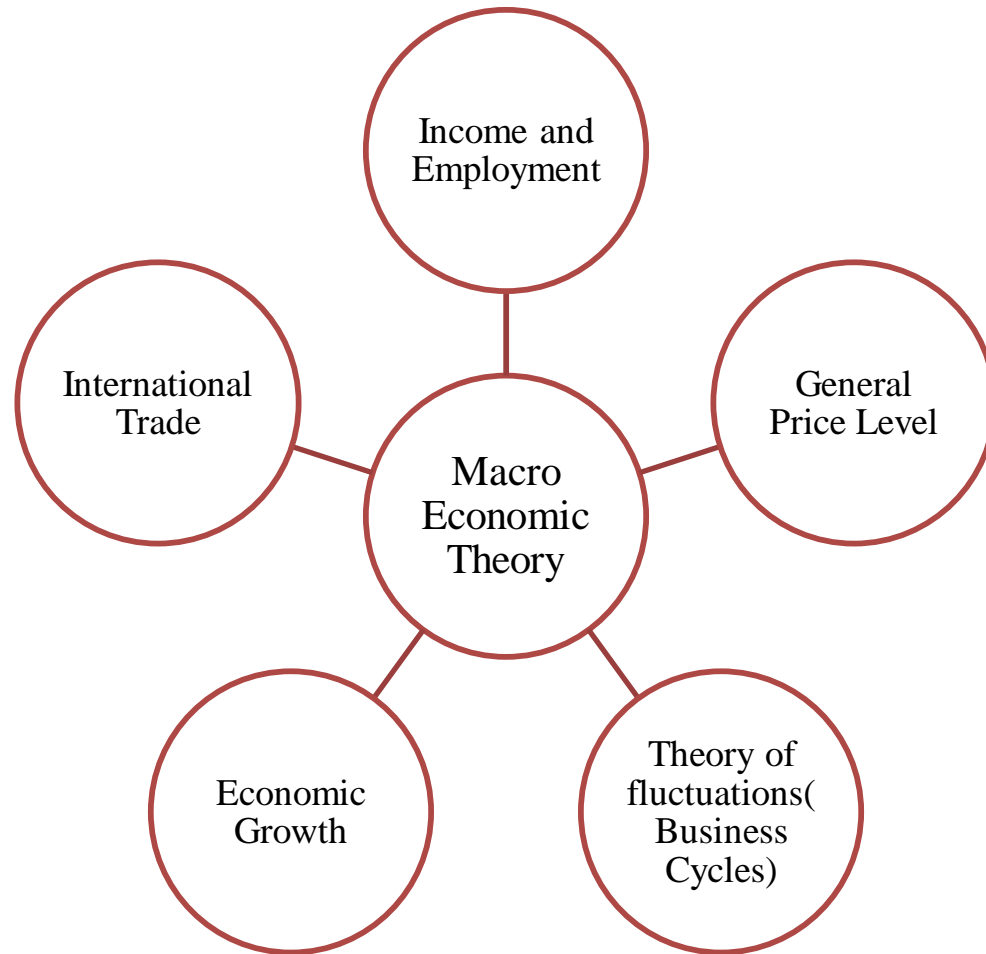 Income and
Employment
International
Trade
General
Price Level
Macro
Economic
Theory
Economic
Growth
Theory of
fluctuations(
Business
Cycles)